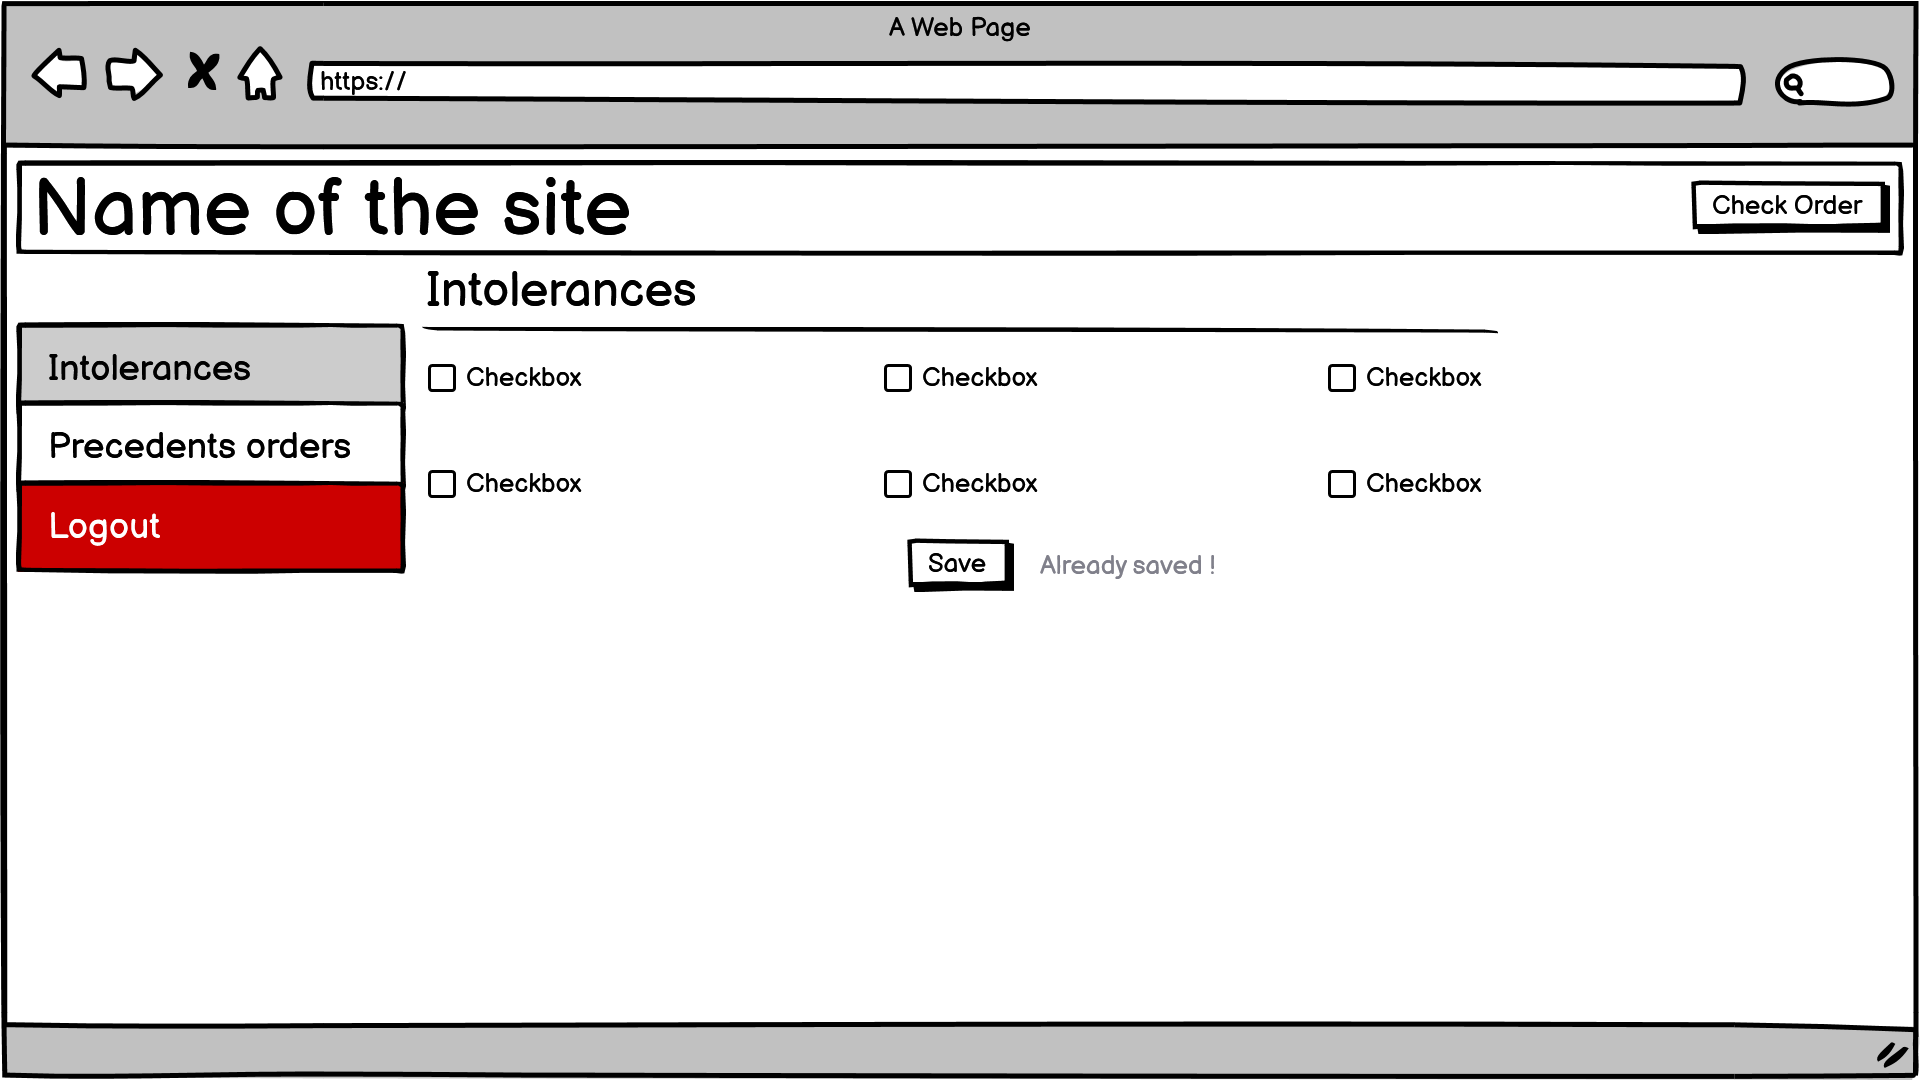 A Web Page
https://
Name of the site
Check Order
Intolerances
Intolerances
Precedents orders
Logout
Checkbox Checkbox Checkbox
Checkbox Checkbox Checkbox
Save Already saved !